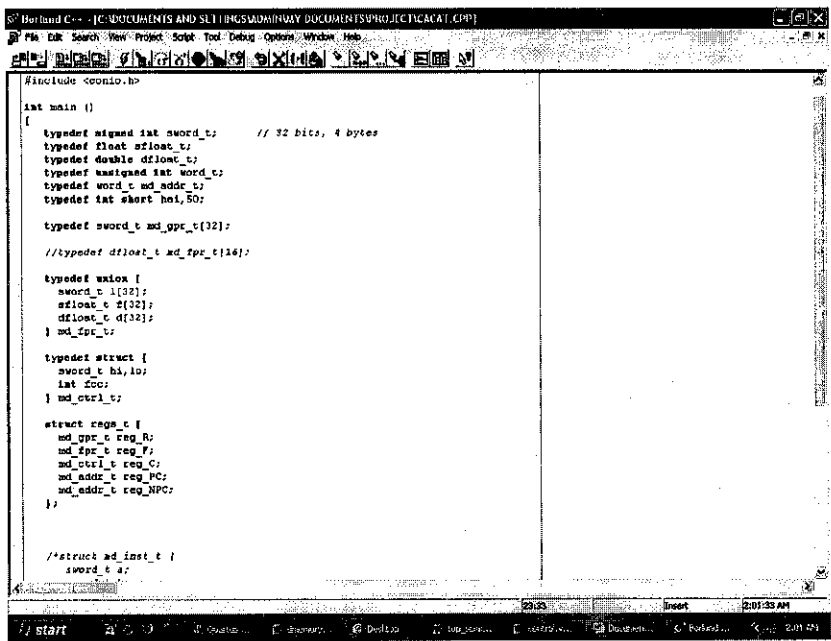 Borland C++ - [C:\DOCUMENTS AND SETTINGS\ADMIN\MY DOCUMENTS\PROJECT\CACAT.CPP]
File Edit Search View Project Script Tool Debug Options Window Help
#include <conio.h>
int main ()
{
typedef signed int sword_t; // 32 bits, 4 bytes
typedef float sfloat_t;
typedef double dfloat_t;
typedef unsigned int word_t;
typedef word_t md_addr_t;
typedef int short hei,50;
typedef sword_t md_gpr_t[32];
//typedef dfloat_t md_fpr_t[16];
typedef union {
sword_t l[32];
sfloat_t f[32];
dfloat_t d[32];
} md_fpr_t;
typedef struct {
sword_t hi,lo;
int fcc;
} md_ctrl_t;
struct regs_t {
md_gpr_t reg_R;
md_fpr_t reg_F;
md_ctrl_t reg_C;
md_addr_t reg_PC;
md_addr_t reg_NPC;
};
/*struct md_inst_t {
sword_t a;
23:33 Insert 2:01:33 AM
start Desktop 2:01 AM